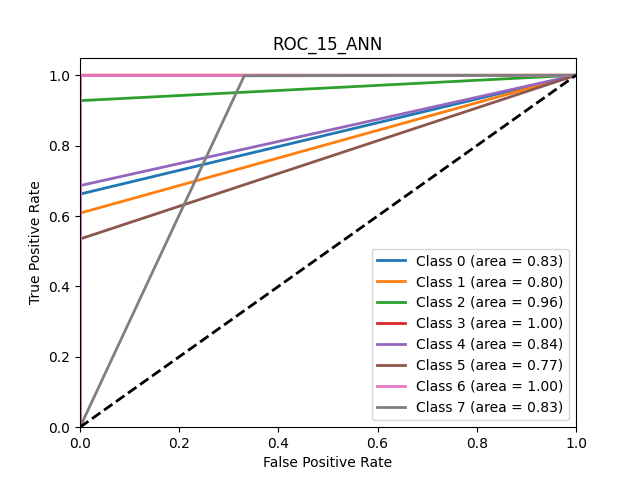 ROC_15_ANN
True Positive Rate
1.0
0.8
0.6
0.4
0.2
0.0
Class 0 (area = 0.83)
Class 1 (area = 0.80)
Class 2 (area = 0.96)
Class 3 (area = 1.00)
Class 4 (area = 0.84)
Class 5 (area = 0.77)
Class 6 (area = 1.00)
Class 7 (area = 0.83)
0.0 0.2 0.4 0.6 0.8 1.0
False Positive Rate